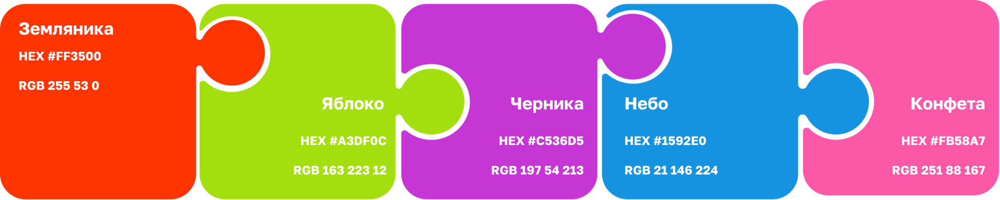 Земляника
HEX #FF3500
RGB 255 53 0
Яблоко
HEX #A3DF0C
RGB 163 223 12
Черника
HEX #C536D5
RGB 197 54 213
Небо
HEX #1592E0
RGB 21 146 224
Конфета
HEX #FB58A7
RGB 251 88 167